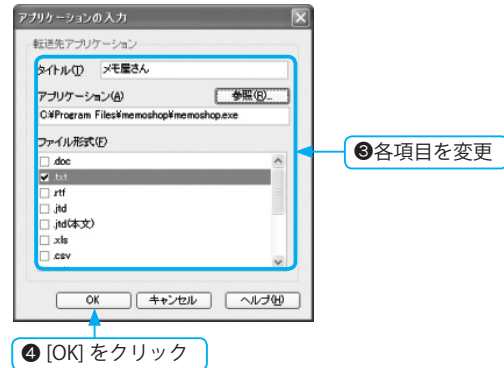 アプリケーションの入力
転送先アプリケーション
タイトル(T) メモ屋さん
アプリケーション(A) 参照(R)...
C:¥Program Files¥memoshop¥memoshop.exe
ファイル形式(F)
.doc
.txt
.rtf
.jtd
.jtd(本文)
.xls
.csv
❸各項目を変更
OK キャンセル ヘルプ(H)
❹ [OK] をクリック